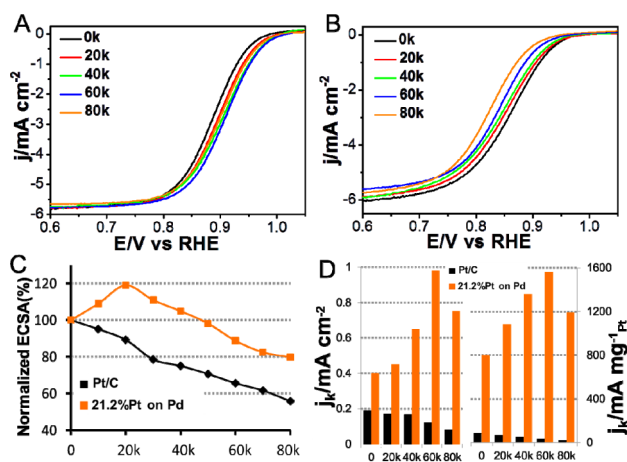 A
0k
20k
40k
60k
80k
j/mA cm-2
0
-1
-2
-3
-4
-5
-6
0.6 0.7 0.8 0.9 1.0
E/V vs RHE
B
0k
20k
40k
60k
80k
j/mA cm-2
0
-2
-4
-6
0.6 0.7 0.8 0.9 1.0
E/V vs RHE
C
Normalized ECSA(%)
120
100
80
60
40
Pt/C
21.2%Pt on Pd
0 20k 40k 60k 80k
D
Pt/C
21.2%Pt on Pd
jk/mA cm-2
1
0.8
0.6
0.4
0.2
0
0 20k 40k 60k 80k
0 20k 40k 60k 80k
1600
1200
800
400
0
jk/mA mg-1Pt